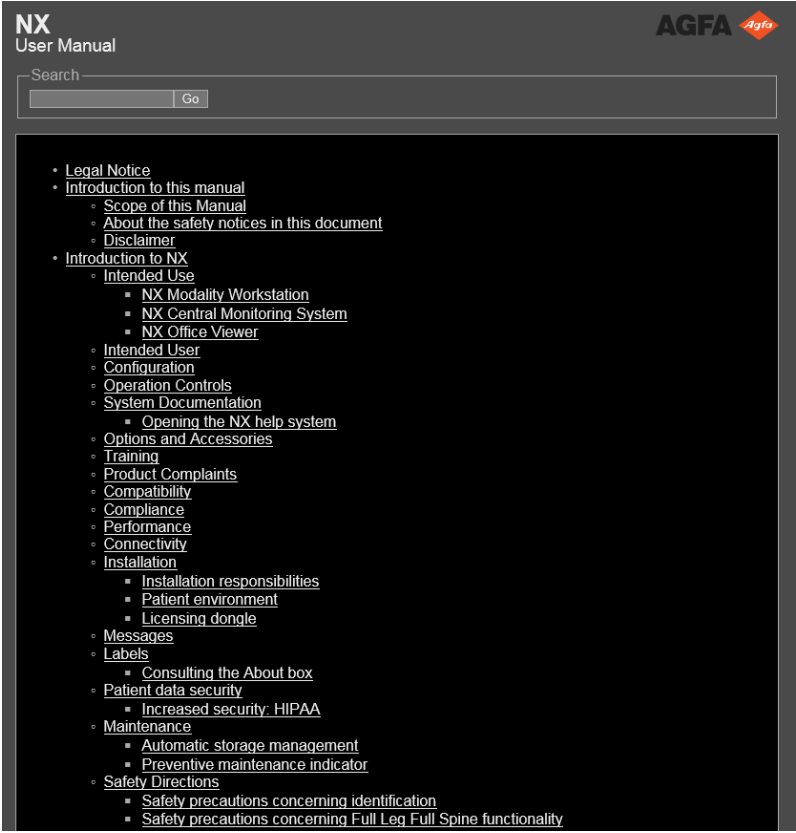 NX
User Manual
AGFA
Agfa
Search
Go
Legal Notice
Introduction to this manual
Scope of this Manual
About the safety notices in this document
Disclaimer
Introduction to NX
Intended Use
NX Modality Workstation
NX Central Monitoring System
NX Office Viewer
Intended User
Configuration
Operation Controls
System Documentation
Opening the NX help system
Options and Accessories
Training
Product Complaints
Compatibility
Compliance
Performance
Connectivity
Installation
Installation responsibilities
Patient environment
Licensing dongle
Messages
Labels
Consulting the About box
Patient data security
Increased security: HIPAA
Maintenance
Automatic storage management
Preventive maintenance indicator
Safety Directions
Safety precautions concerning identification
Safety precautions concerning Full Leg Full Spine functionality